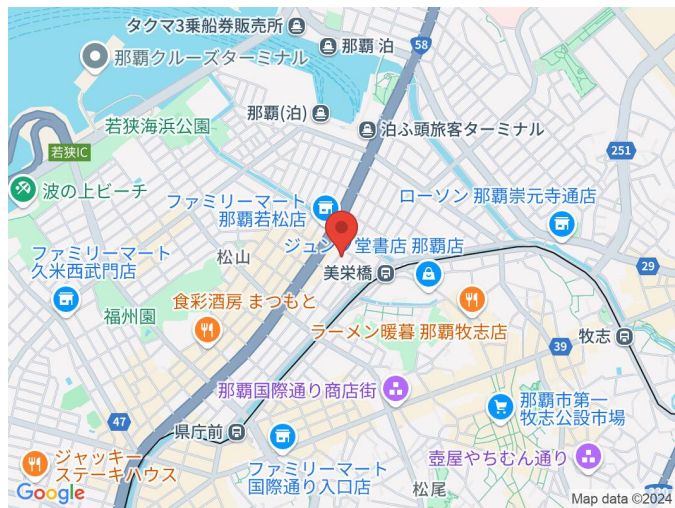 タクマ3乗船券販売所
那覇 泊
58
那覇クルーズターミナル
那覇(泊)
若狭海浜公園
泊ふ頭旅客ターミナル
若狭IC
251
波の上ビーチ
ファミリーマート
那覇若松店
ローソン 那覇崇元寺通店
ファミリーマート
久米西武門店
松山
ジュン
堂書店 那覇店
美栄橋
29
福州園
食彩酒房 まつもと
ラーメン暖暮 那覇牧志店
牧志
39
那覇国際通り商店街
那覇市第一
牧志公設市場
47
県庁前
ジャッキー
ステーキハウス
ファミリーマート
国際通り入口店
壺屋やちむん通り
松尾
Google
Map data ©2024